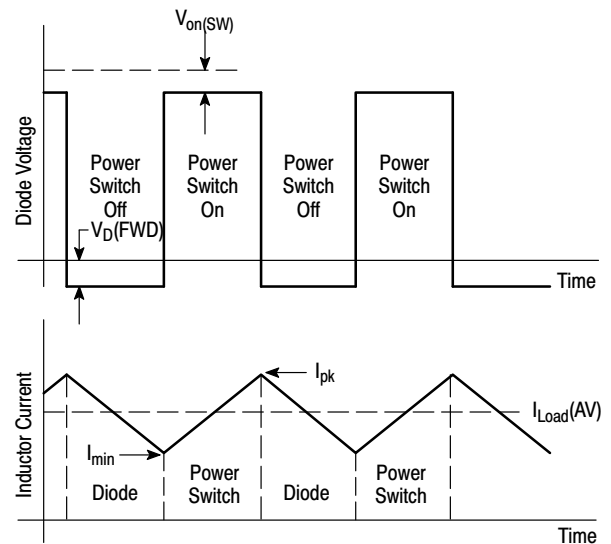 Von(SW)
Diode Voltage
Power
Switch
Off
Power
Switch
On
Power
Switch
Off
Power
Switch
On
VD(FWD)
Time
Inductor Current
Ipk
ILoad(AV)
Imin
Diode
Power
Switch
Diode
Power
Switch
Time